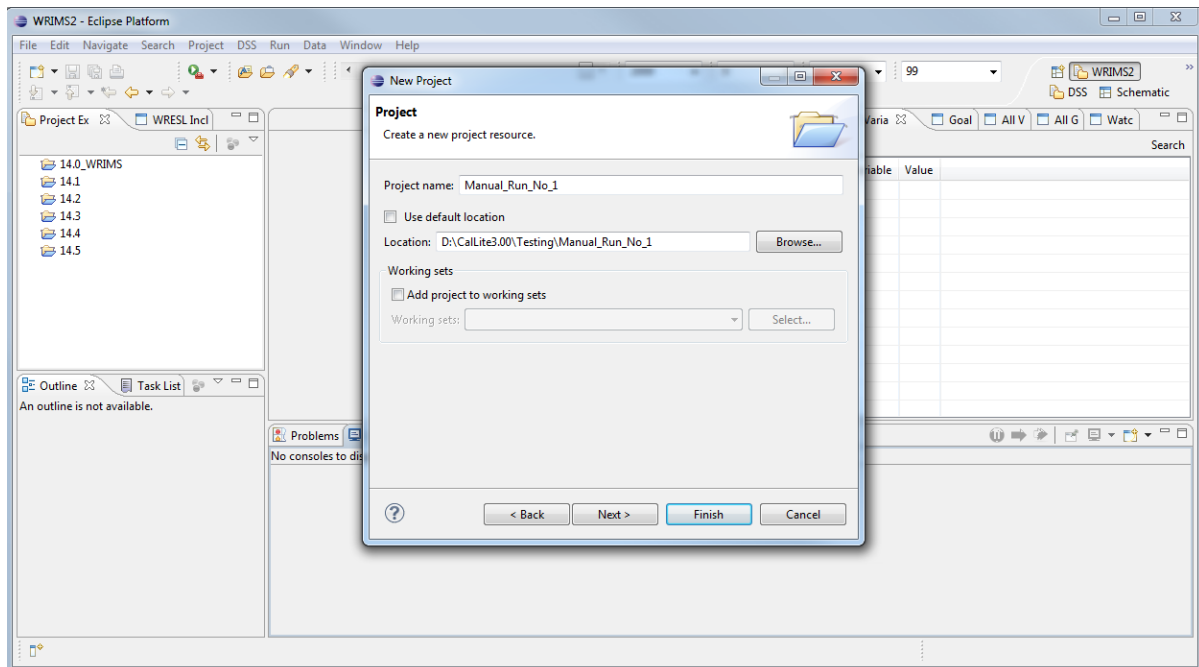 WRIMS2 - Eclipse Platform
File Edit Navigate Search Project DSS Run Data Window Help
99
WRIMS2
DSS Schematic
Project Ex WRESL Incl
14.0_WRIMS
14.1
14.2
14.3
14.4
14.5
Outline Task List
An outline is not available.
New Project
Project
Create a new project resource.
Project name: Manual_Run_No_1
Use default location
Location: D:\CalLite3.00\Testing\Manual_Run_No_1 Browse...
Working sets
Add project to working sets
Working sets: Select...
? < Back Next > Finish Cancel
Goal All V All G Watc
Search
Value
Problems
No consoles to